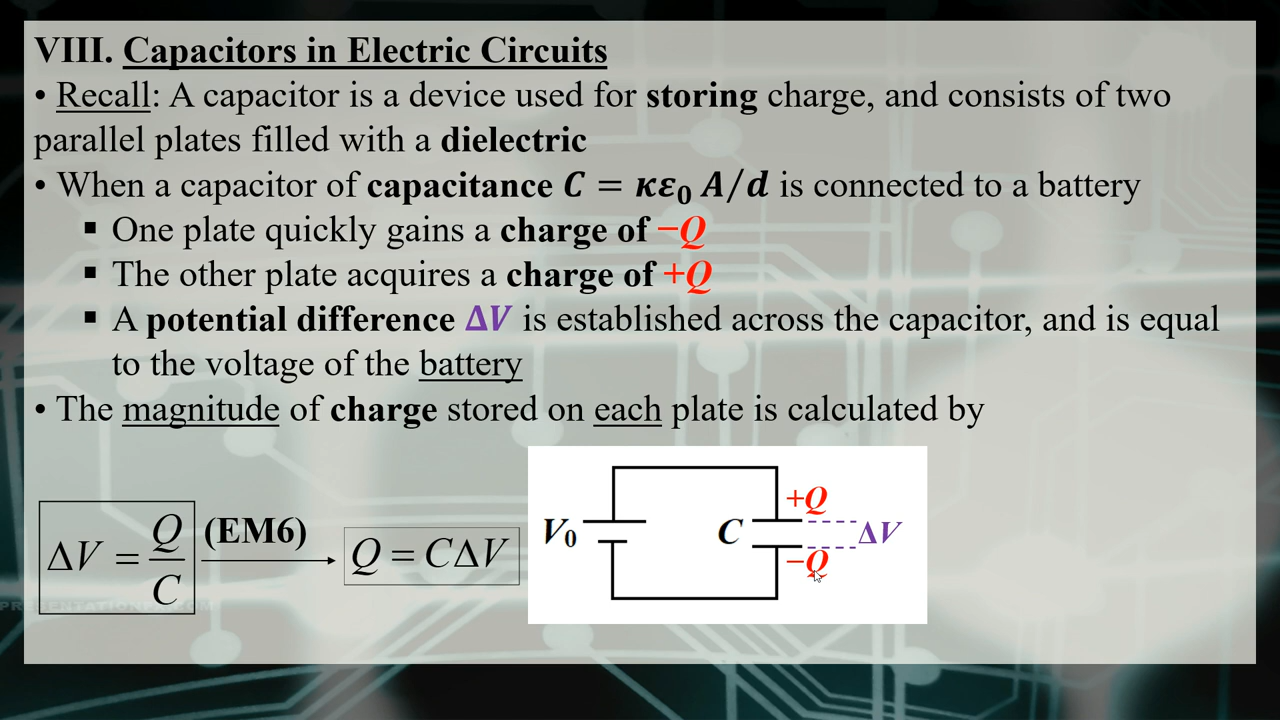 VIII. Capacitors in Electric Circuits
• Recall: A capacitor is a device used for storing charge, and consists of two
parallel plates filled with a dielectric
• When a capacitor of capacitance C = κε₀ A/d is connected to a battery
▪ One plate quickly gains a charge of −Q
▪ The other plate acquires a charge of +Q
▪ A potential difference ΔV is established across the capacitor, and is equal
to the voltage of the battery
• The magnitude of charge stored on each plate is calculated by
ΔV = Q/C
(EM6)
Q = CΔV
V₀
C
+Q
ΔV
−Q